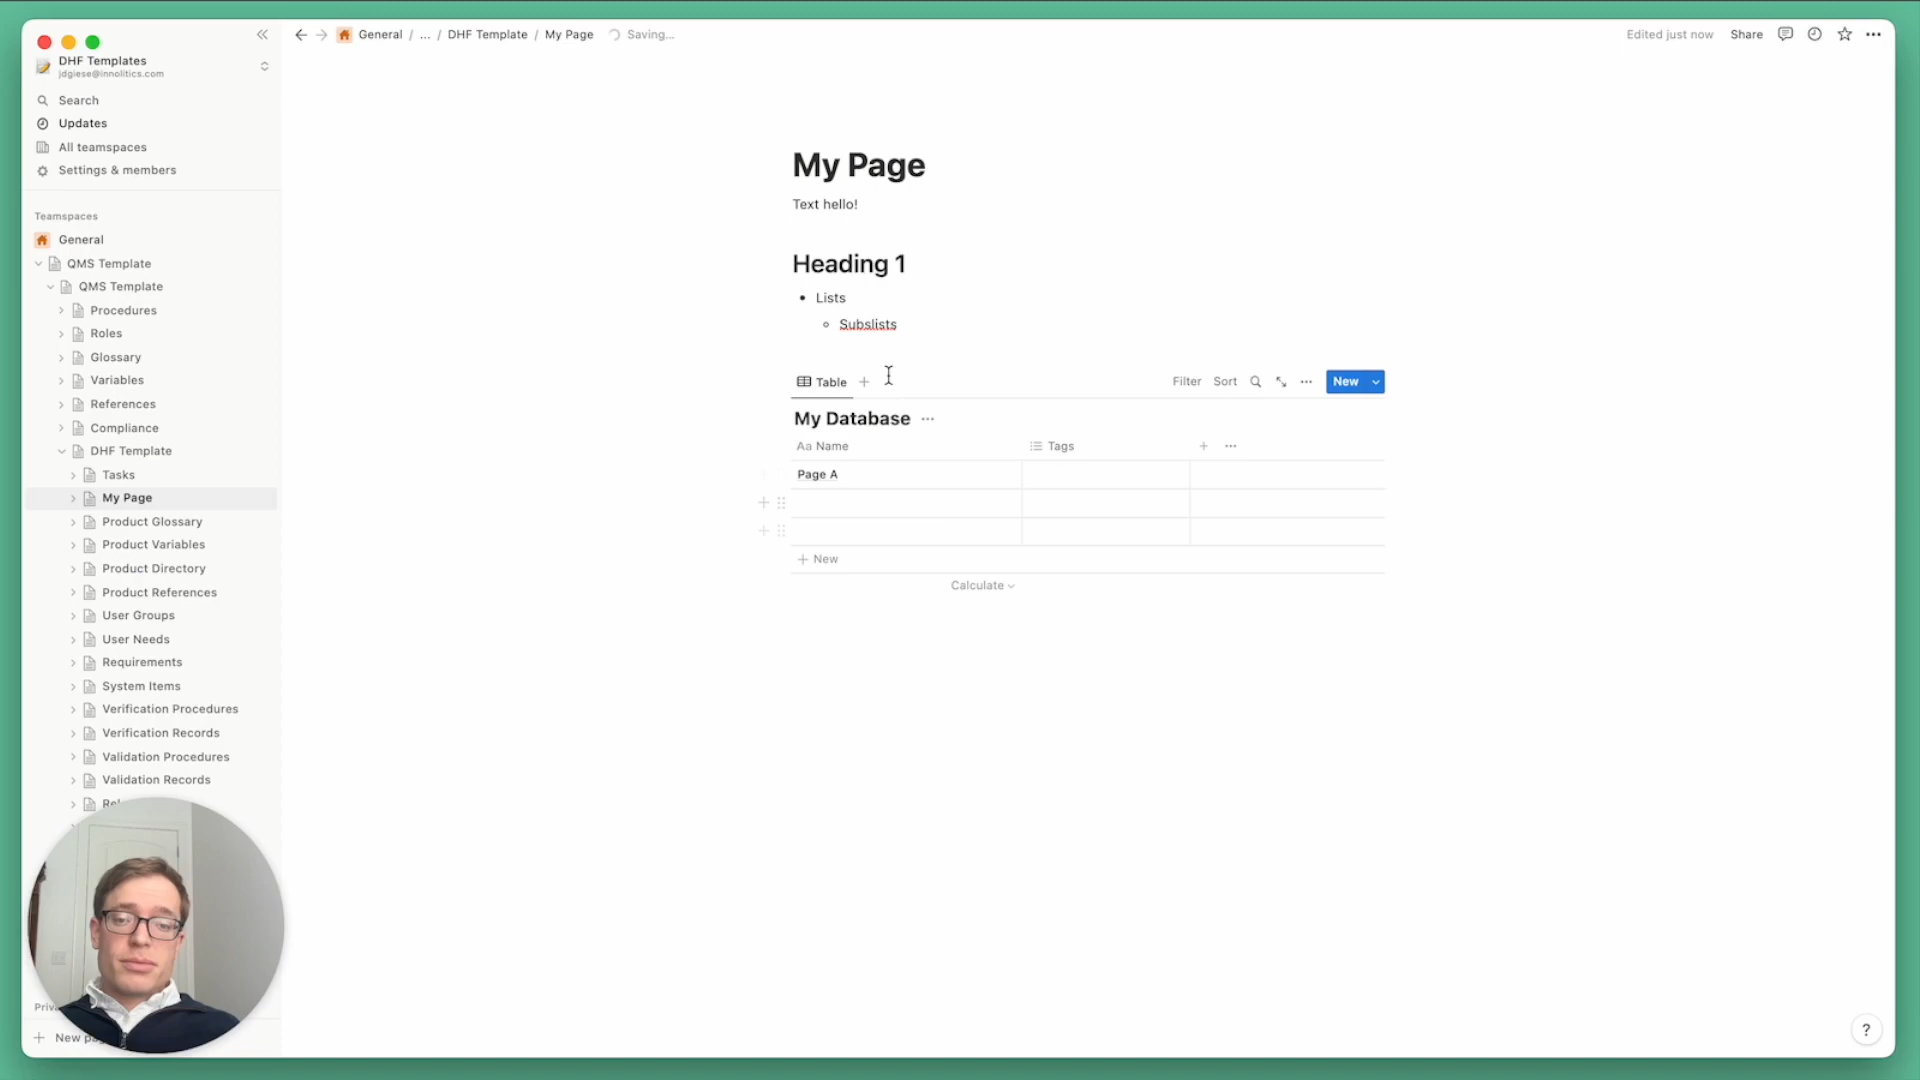 General / ... / DHF Template / My Page Saving...
Edited just now Share
DHF Templates
jdgiese@innolitics.com
Search
Updates
All teamspaces
Settings & members
Teamspaces
General
QMS Template
QMS Template
Procedures
Roles
Glossary
Variables
References
Compliance
DHF Template
Tasks
My Page
Product Glossary
Product Variables
Product Directory
Product References
User Groups
User Needs
Requirements
System Items
Verification Procedures
Verification Records
Validation Procedures
Validation Records
New
My Page
Text hello!
Heading 1
• Lists
Subslists
Table
Filter Sort New
My Database
Aa Name Tags
Page A
New
Calculate
?